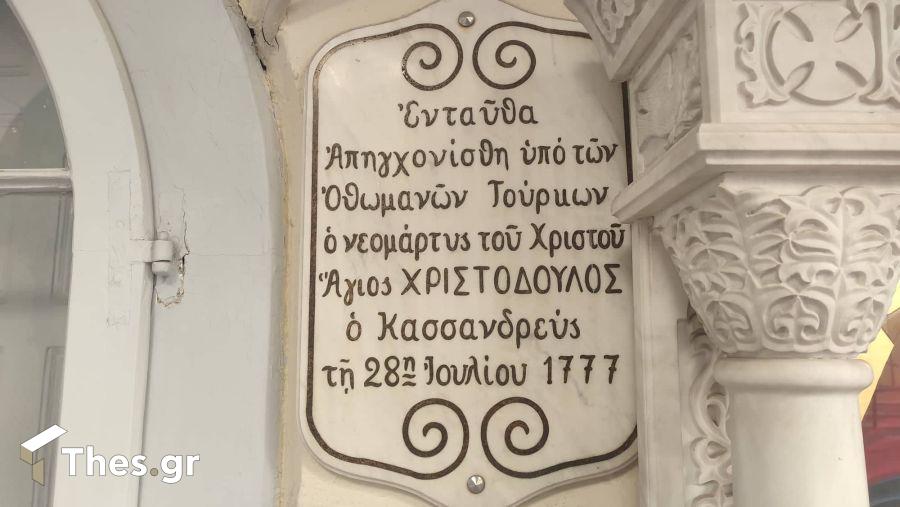 Ἐνταῦθα
Ἀπηγχονίσθη ὑπό τῶν
Ὀθωμανῶν Τούρκων
ὁ νεομάρτυς τοῦ Χριστοῦ
Ἅγιος ΧΡΙΣΤΟΔΟΥΛΟΣ
ὁ Κασσανδρεύς
τῇ 28ῃ Ἰουλίου 1777
Thes.gr